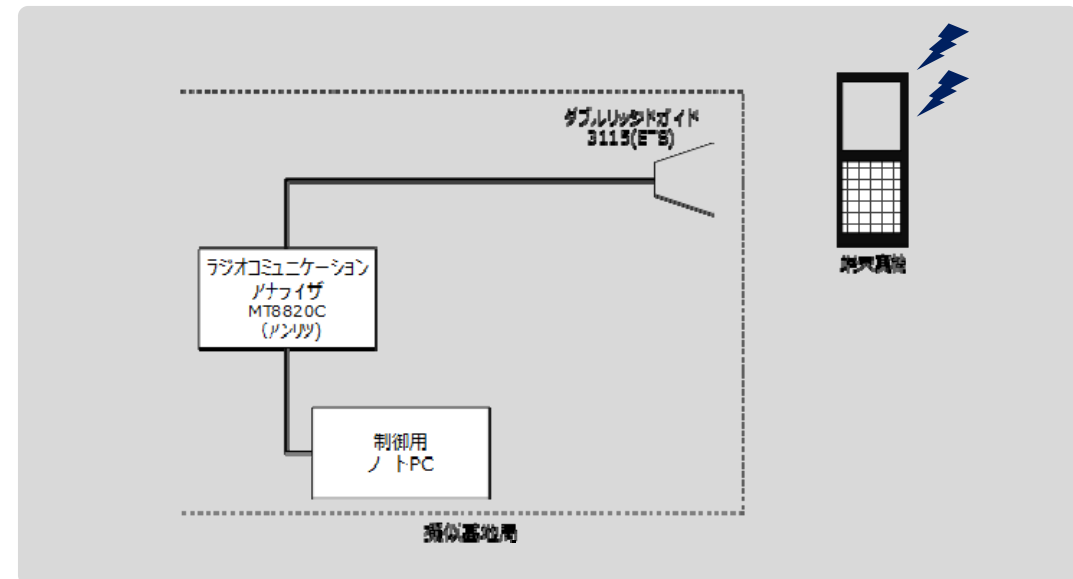 ダブルリッジドガイド
3115(ETS)
ラジオコミュニケーション
アナライザ
MT8820C
(アンリツ)
制御用
ノートPC
擬似基地局